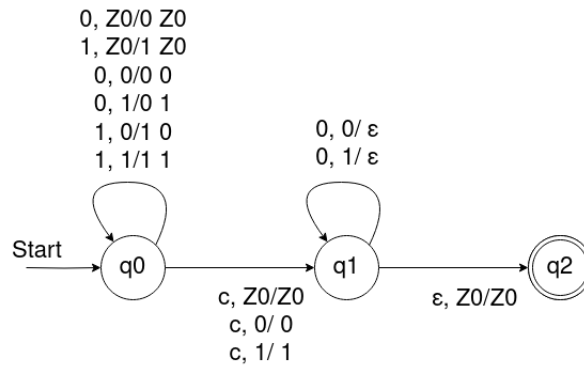 0, Z0/0 Z0
1, Z0/1 Z0
0, 0/0 0
0, 1/0 1
1, 0/1 0
1, 1/1 1
0, 0/ ε
0, 1/ ε
Start
q0
q1
q2
c, Z0/Z0
c, 0/ 0
c, 1/ 1
ε, Z0/Z0